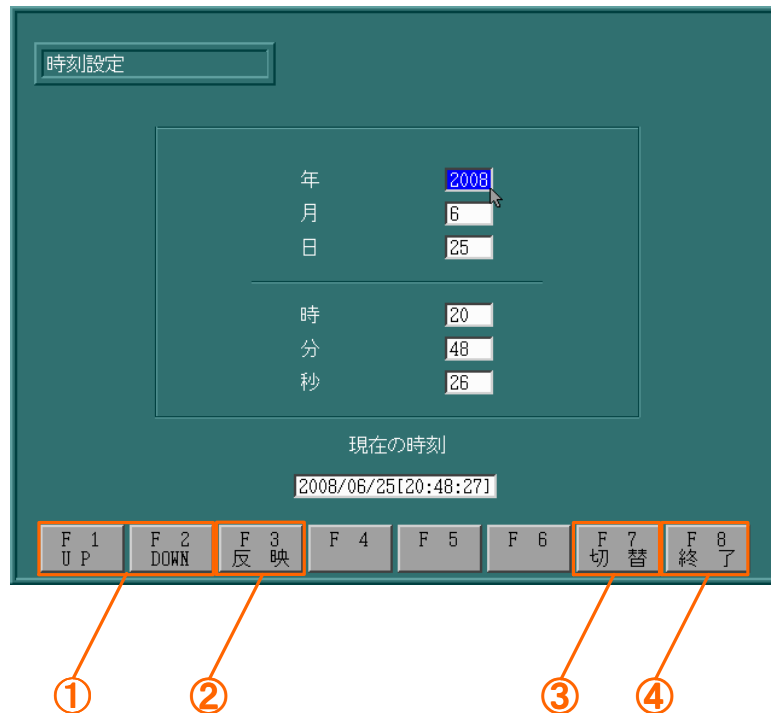 時刻設定
年 2008
月 6
日 25
時 20
分 48
秒 26
現在の時刻
2008/06/25[20:48:27]
F 1 F 2 F 3 F 4 F 5 F 6 F 7 F 8
U P DOWN 反 映 切 替 終 了
① ② ③ ④